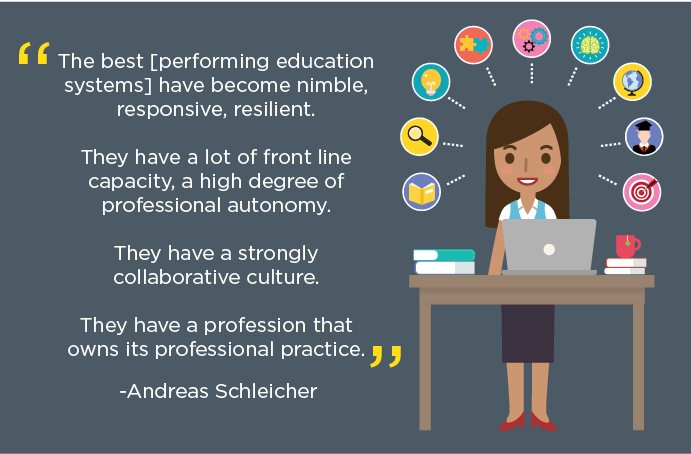 “The best [performing education
systems] have become nimble,
responsive, resilient.
They have a lot of front line
capacity, a high degree of
professional autonomy.
They have a strongly
collaborative culture.
They have a profession that
owns its professional practice.”
-Andreas Schleicher